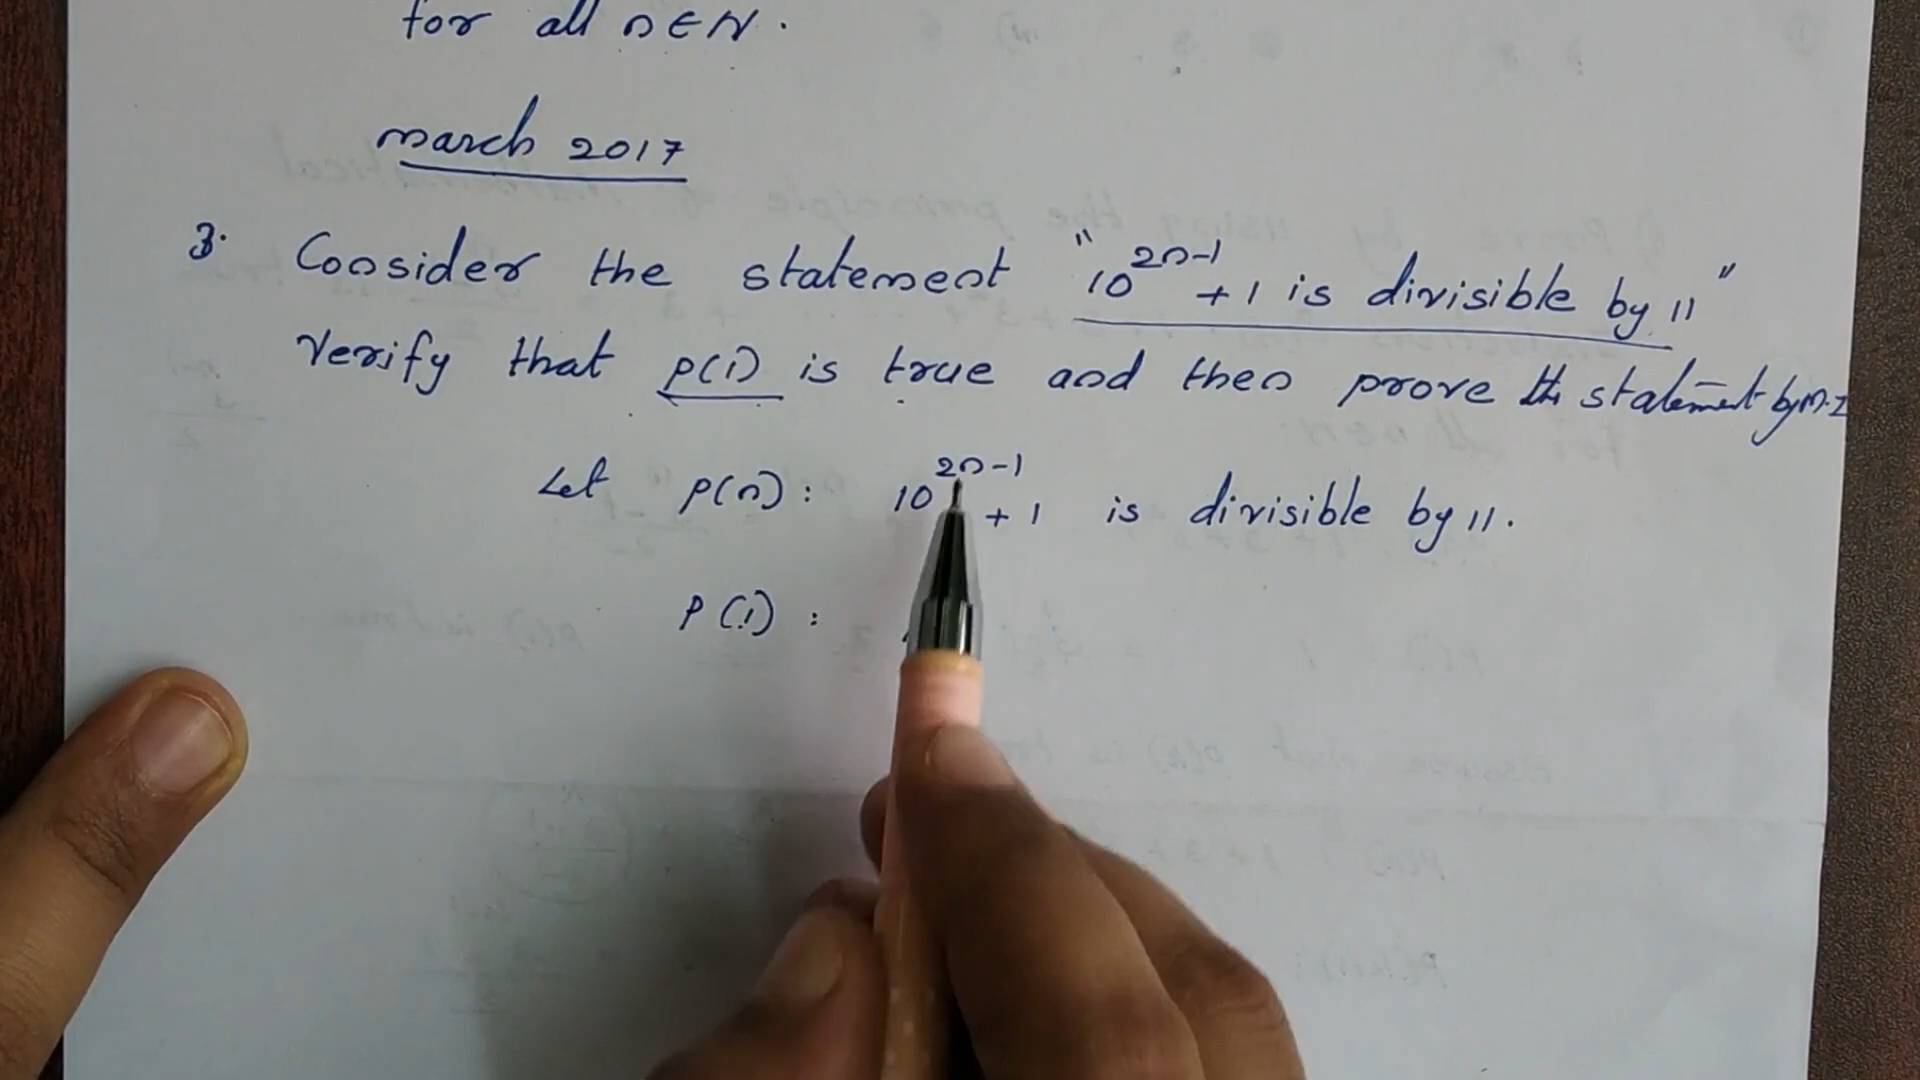 for all n∈N.
March 2017
3. Consider the statement "10^{2n-1} + 1 is divisible by 11"
Verify that p(1) is true and then prove the statement by M.I
Let p(n): 10^{2n-1} + 1 is divisible by 11.
P(1):